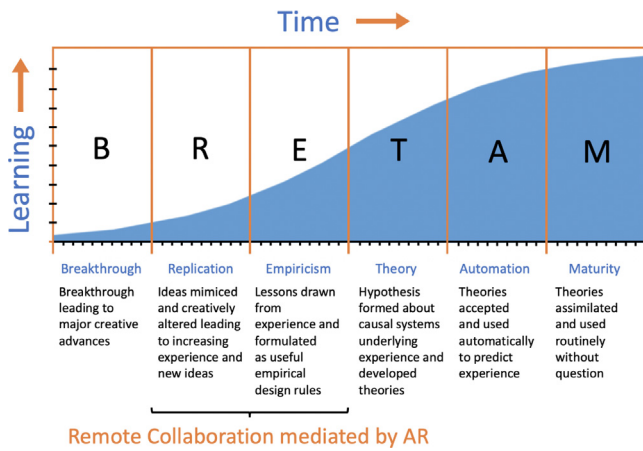 Time
Learning
B R E T A M
Breakthrough
Breakthrough
leading to
major creative
advances
Replication
Ideas mimiced
and creatively
altered leading
to increasing
experience and
new ideas
Empiricism
Lessons drawn
from
experience and
formulated
as useful
empirical
design rules
Theory
Hypothesis
formed about
causal systems
underlying
experience and
developed
theories
Automation
Theories
accepted and
used
automatically
to predict
experience
Maturity
Theories
assimilated
and used
routinely
without
question
Remote Collaboration mediated by AR